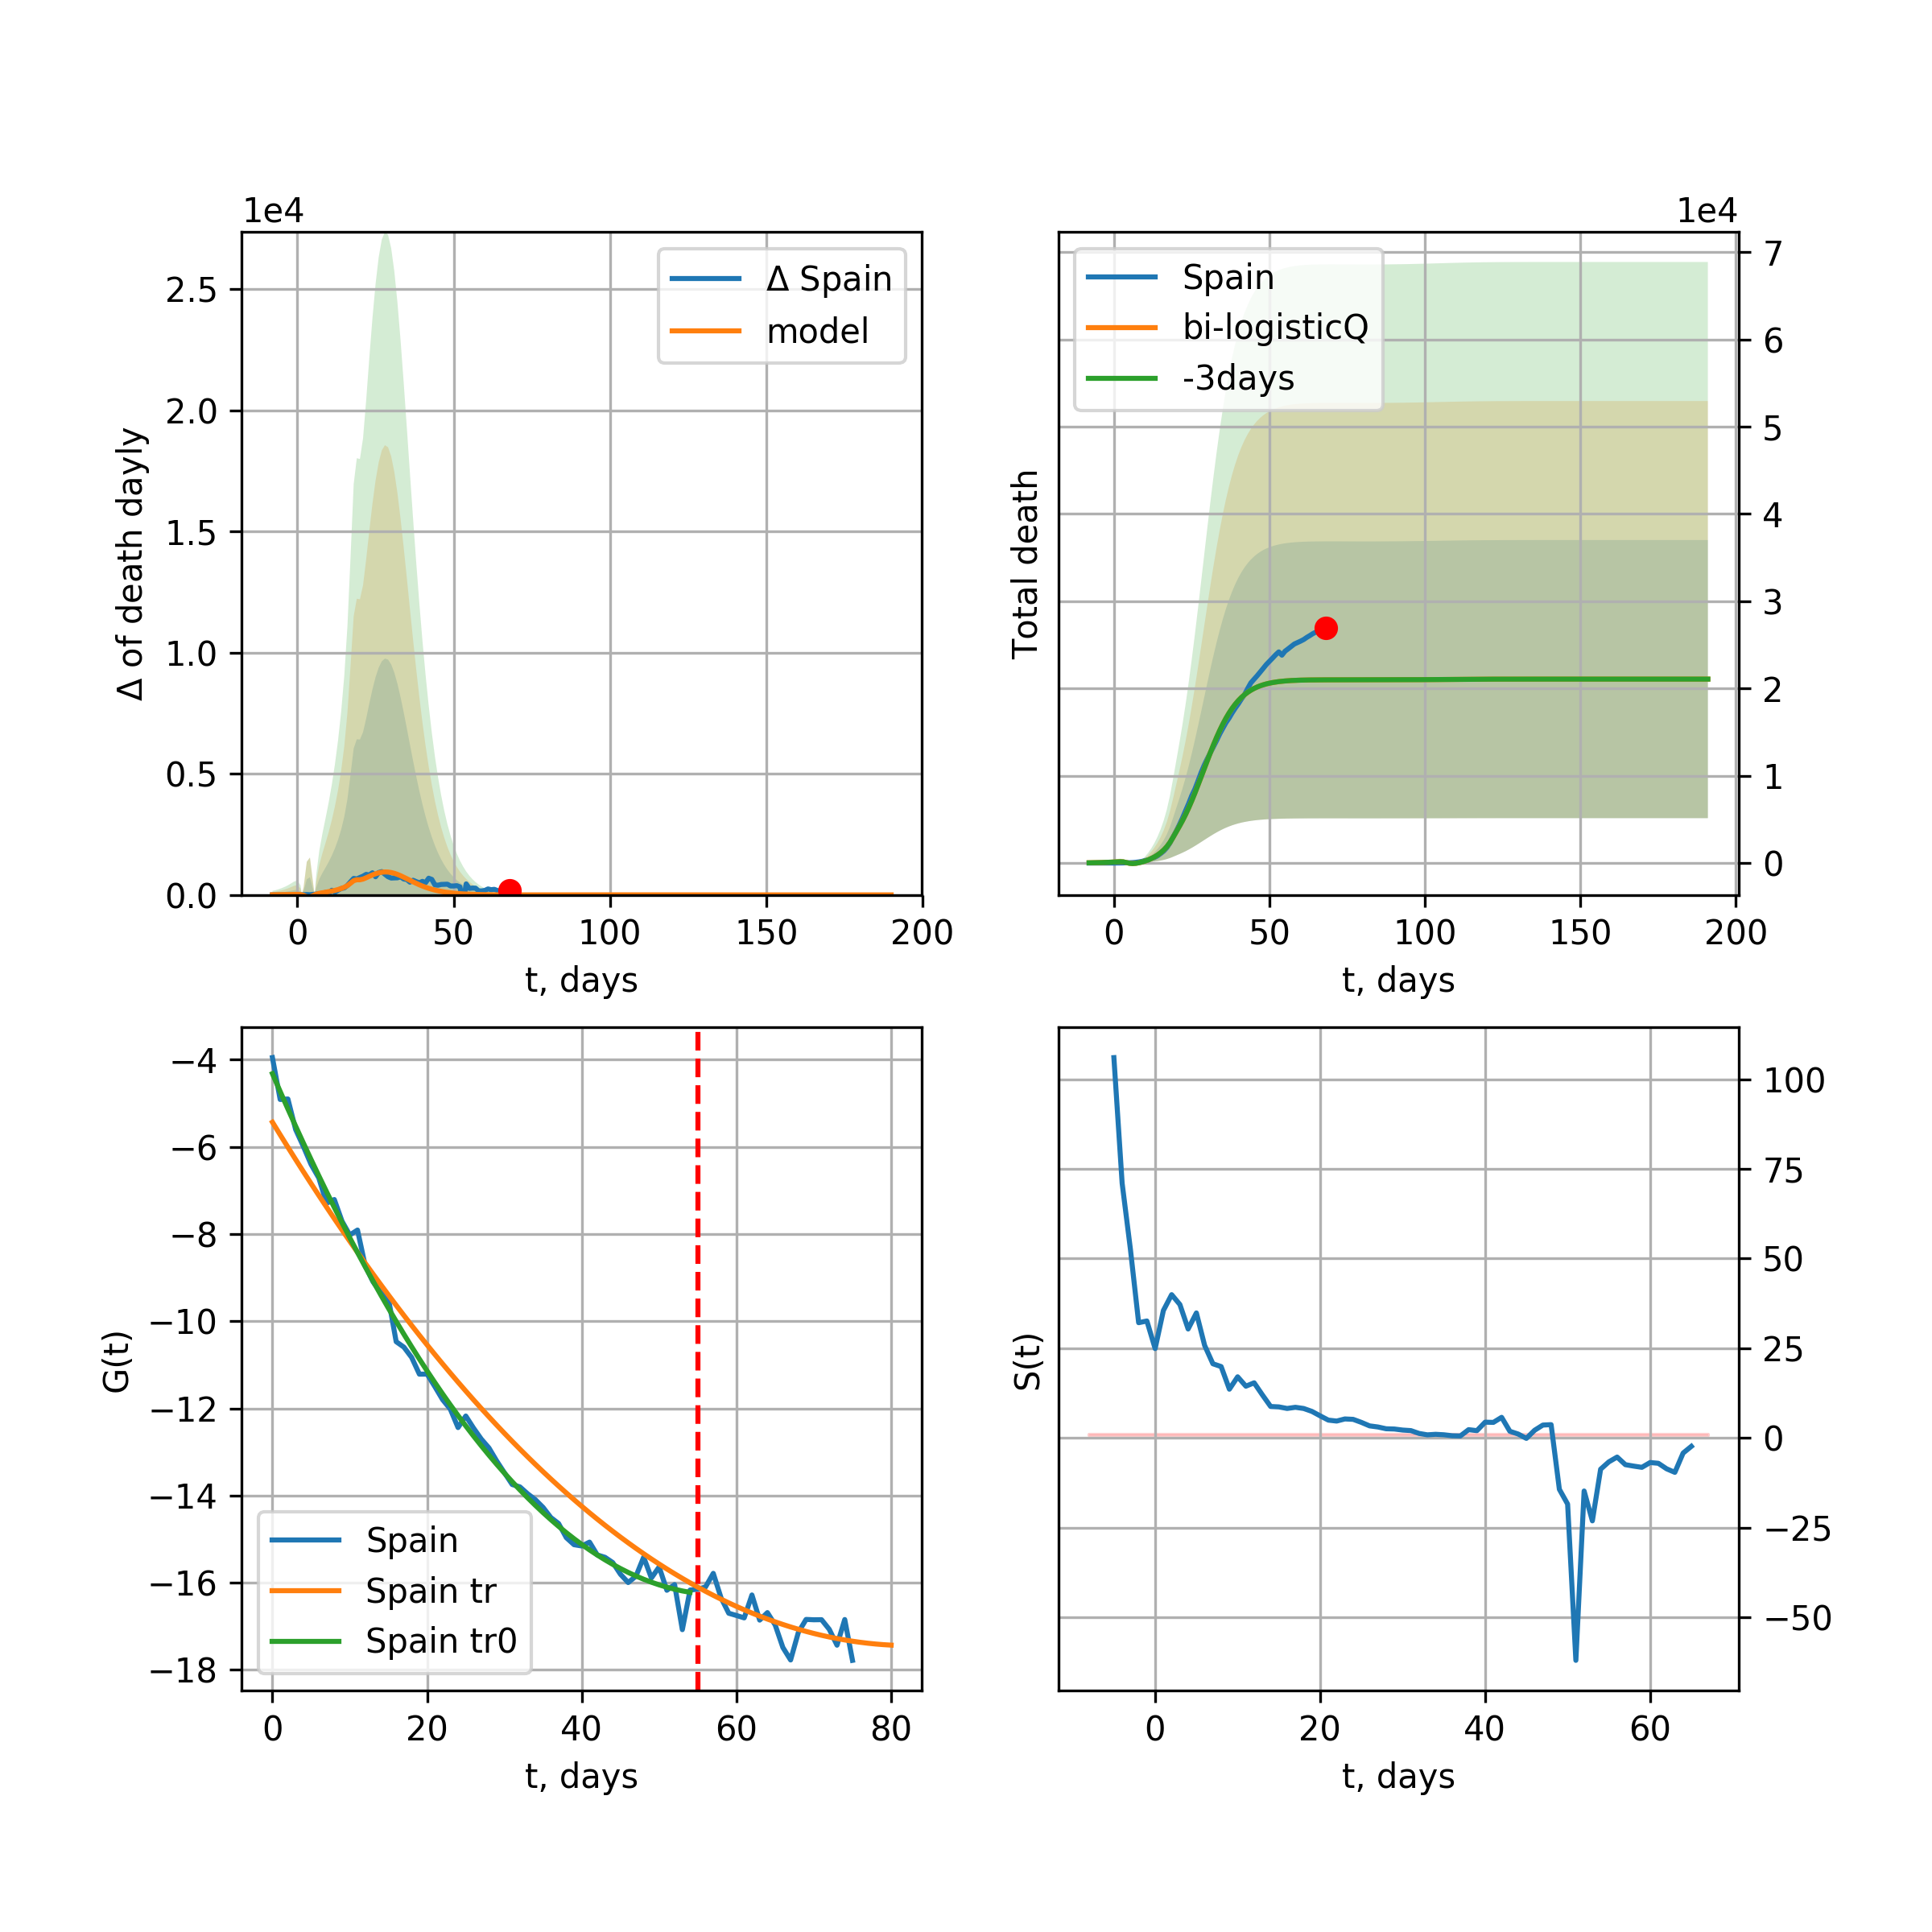 1e4
Δ of death dayly
2.5
2.0
1.5
1.0
0.5
0.0
Δ Spain
model
0
50
100
150
200
t, days
1e4
Total death
Spain
bi-logisticQ
-3days
7
6
5
4
3
2
1
0
0
50
100
150
200
t, days
G(t)
−4
−6
−8
−10
−12
−14
−16
−18
Spain
Spain tr
Spain tr0
0
20
40
60
80
t, days
S(t)
100
75
50
25
0
−25
−50
0
20
40
60
t, days